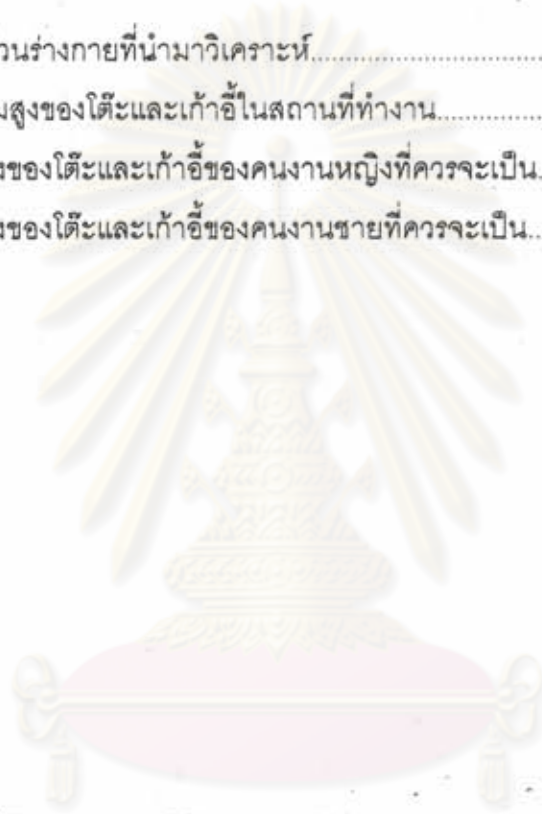 วนร่างกายที่นำมาวิเคราะห์..............................
มสูงของโต๊ะและเก้าอี้ในสถานที่ทำงาน..............
งของโต๊ะและเก้าอี้ของคนงานหญิงที่ควรจะเป็น.
งของโต๊ะและเก้าอี้ของคนงานชายที่ควรจะเป็น..